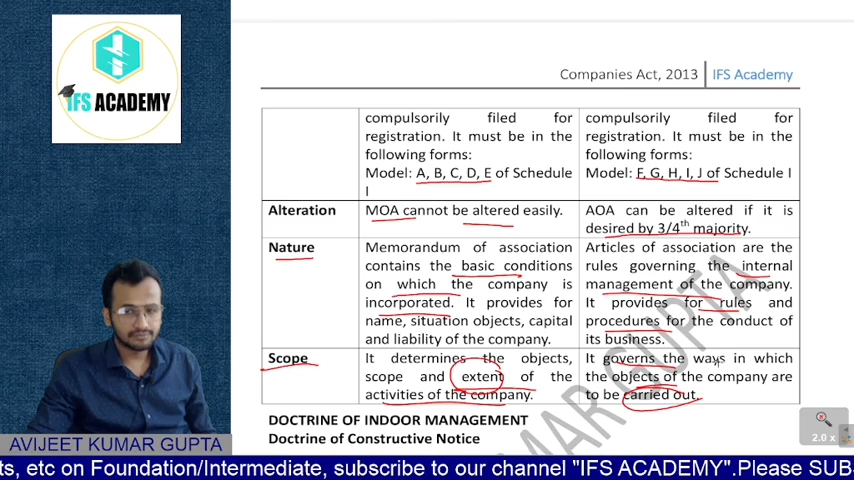 IFS ACADEMY
Companies Act, 2013 IFS Academy
compulsorily filed for
registration. It must be in the
following forms:
Model: A, B, C, D, E of Schedule
I
compulsorily filed for
registration. It must be in the
following forms:
Model: F, G, H, I, J of Schedule I
Alteration
MOA cannot be altered easily.
AOA can be altered if it is
desired by 3/4th majority.
Nature
Memorandum of association
contains the basic conditions
on which the company is
incorporated. It provides for
name, situation objects, capital
and liability of the company.
Articles of association are the
rules governing the internal
management of the company.
It provides for rules and
procedures for the conduct of
its business.
Scope
It determines the objects,
scope and extent of the
activities of the company.
It governs the ways in which
the objects of the company are
to be carried out.
DOCTRINE OF INDOOR MANAGEMENT
Doctrine of Constructive Notice
MAR GUPTA
2.0 x
AVIJEET KUMAR GUPTA
ts, etc on Foundation/Intermediate, subscribe to our channel "IFS ACADEMY".Please SUB